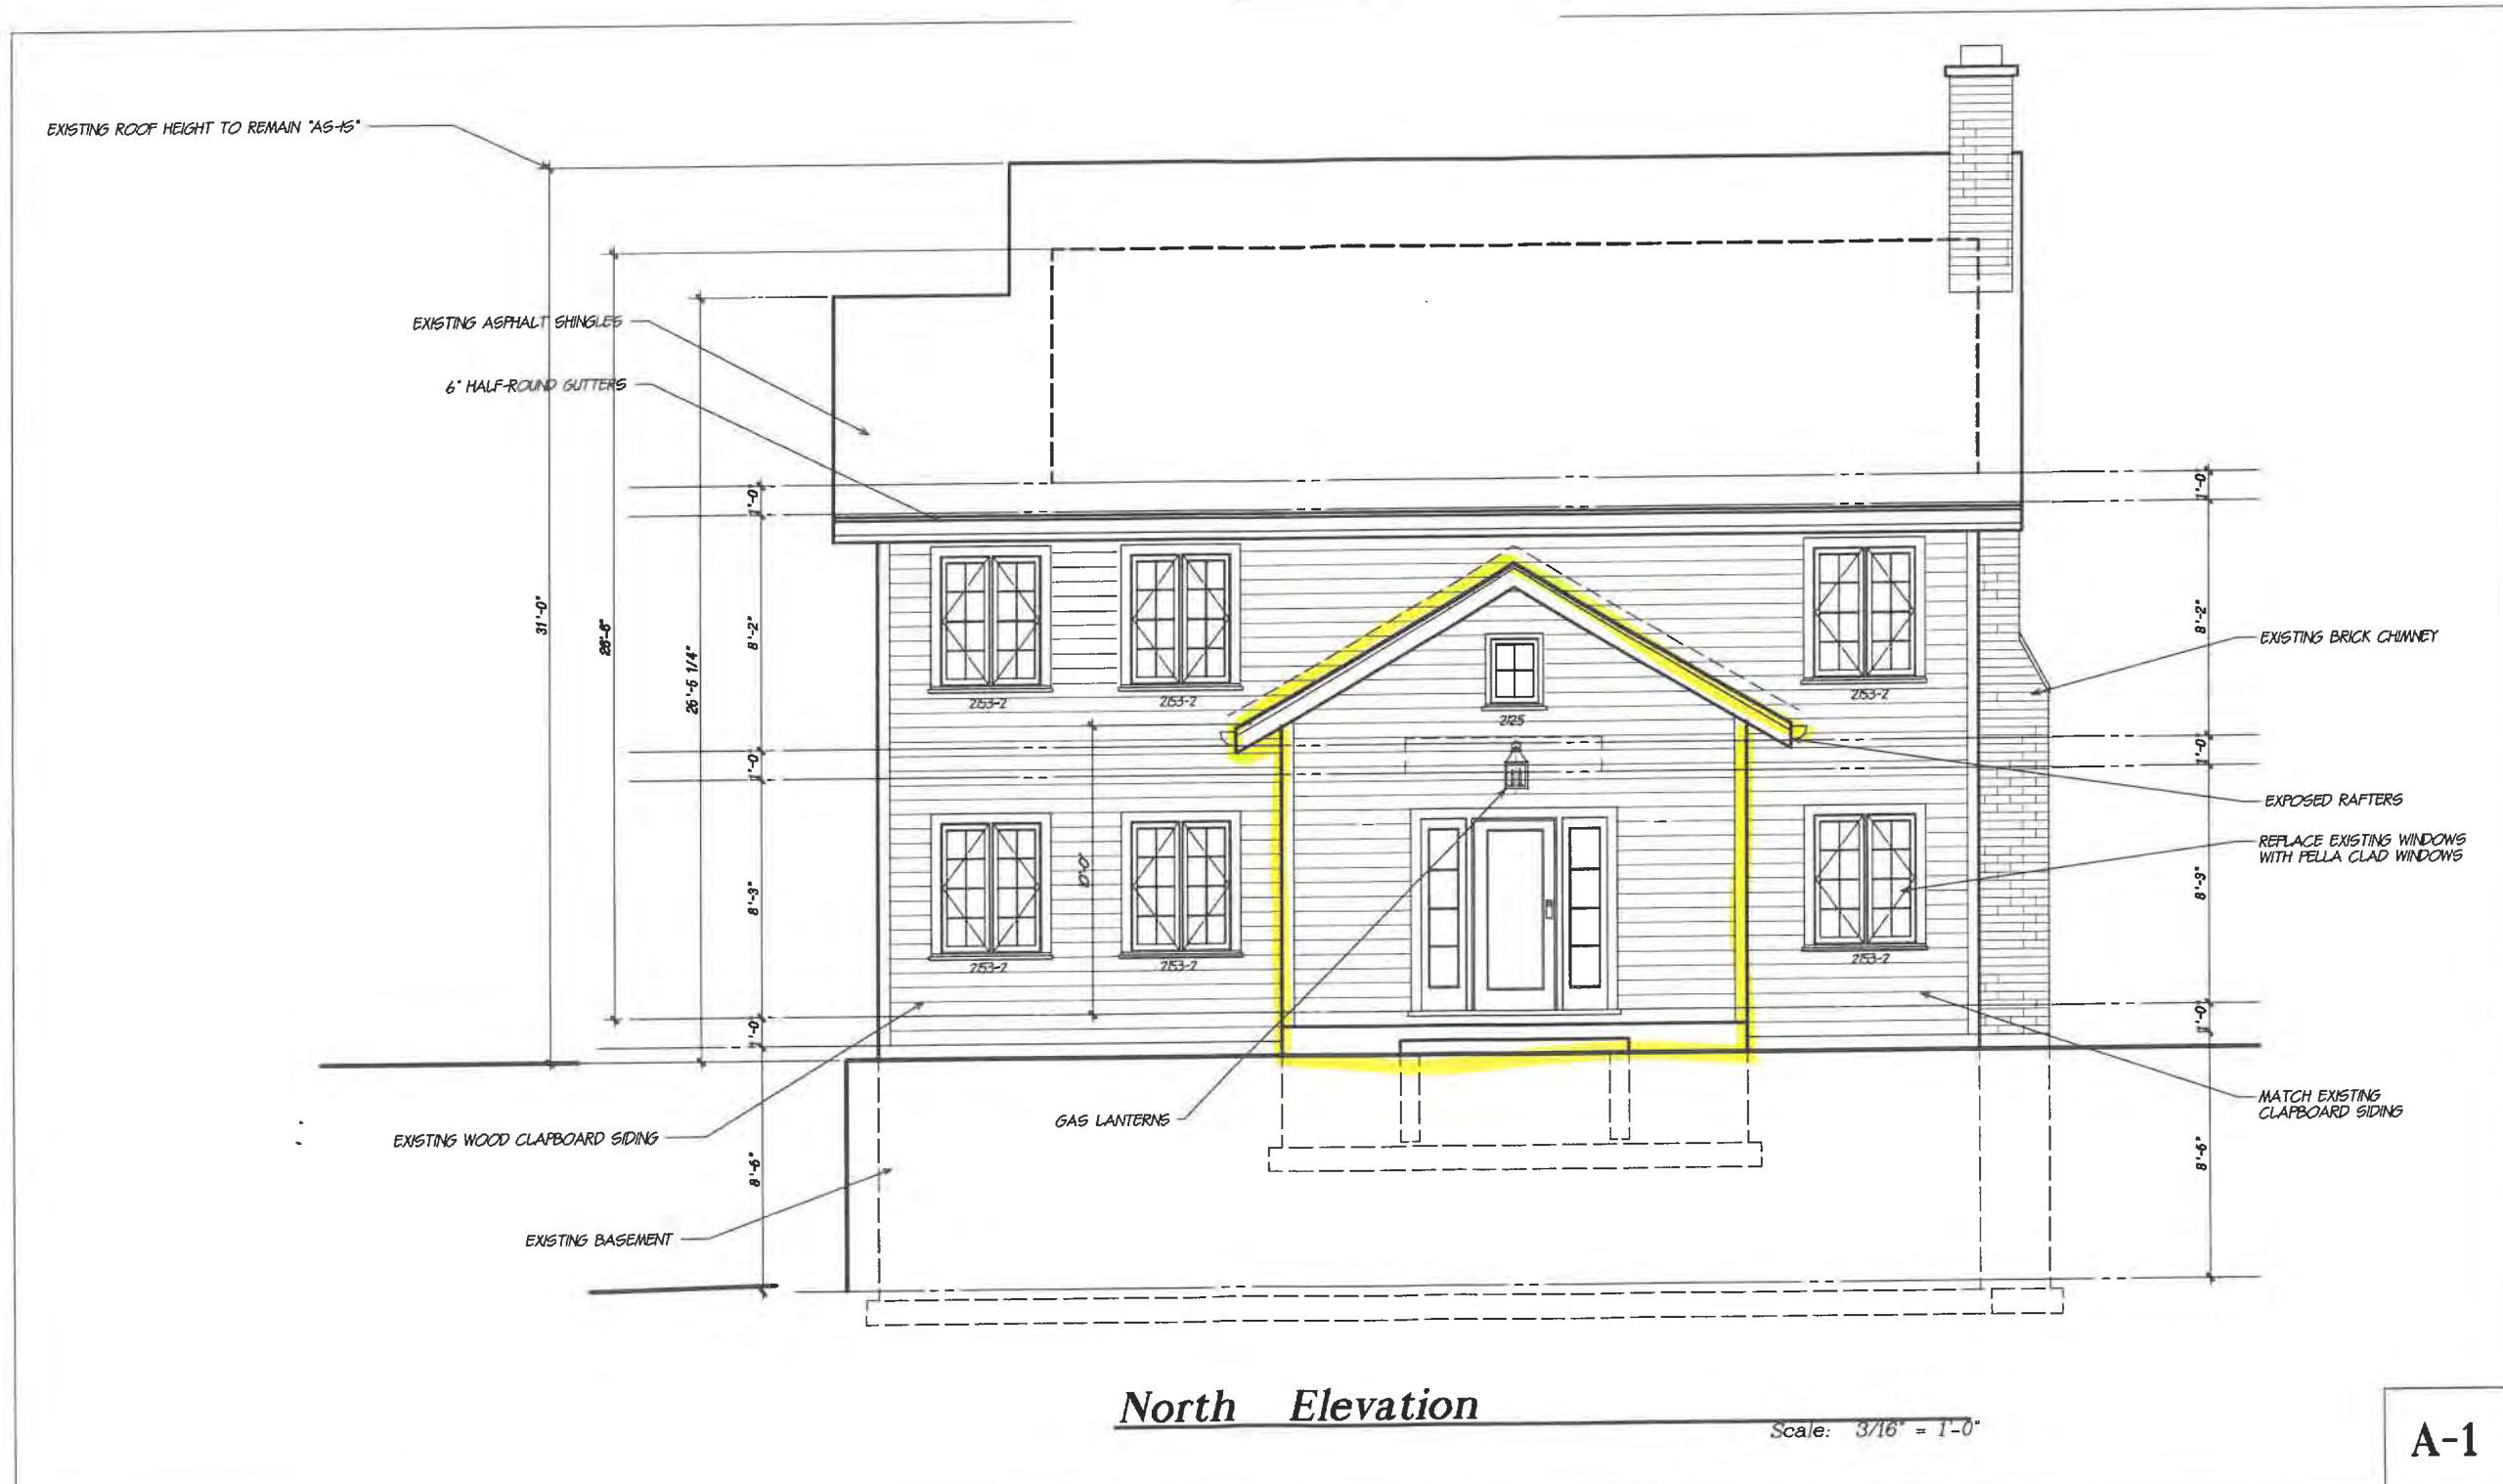 EXISTING ROOF HEIGHT TO REMAIN "AS-IS"
EXISTING ASPHALT SHINGLES
6" HALF-ROUND GUTTERS
1'-0
1'-0
31'-0"
26'-6 1/4"
8'-2"
8'-2"
2153-2
2153-2
2153-2
2125
EXISTING BRICK CHIMNEY
1'-0
1'-0
EXPOSED RAFTERS
REPLACE EXISTING WINDOWS
WITH PELLA CLAD WINDOWS
10'-0"
8'-3"
8'-3"
2153-2
2153-2
2153-2
1'-0
1'-0
GAS LANTERNS
MATCH EXISTING
CLAPBOARD SIDING
EXISTING WOOD CLAPBOARD SIDING
8'-6"
8'-6"
EXISTING BASEMENT
North Elevation
Scale: 3/16" = 1'-0"
A-1